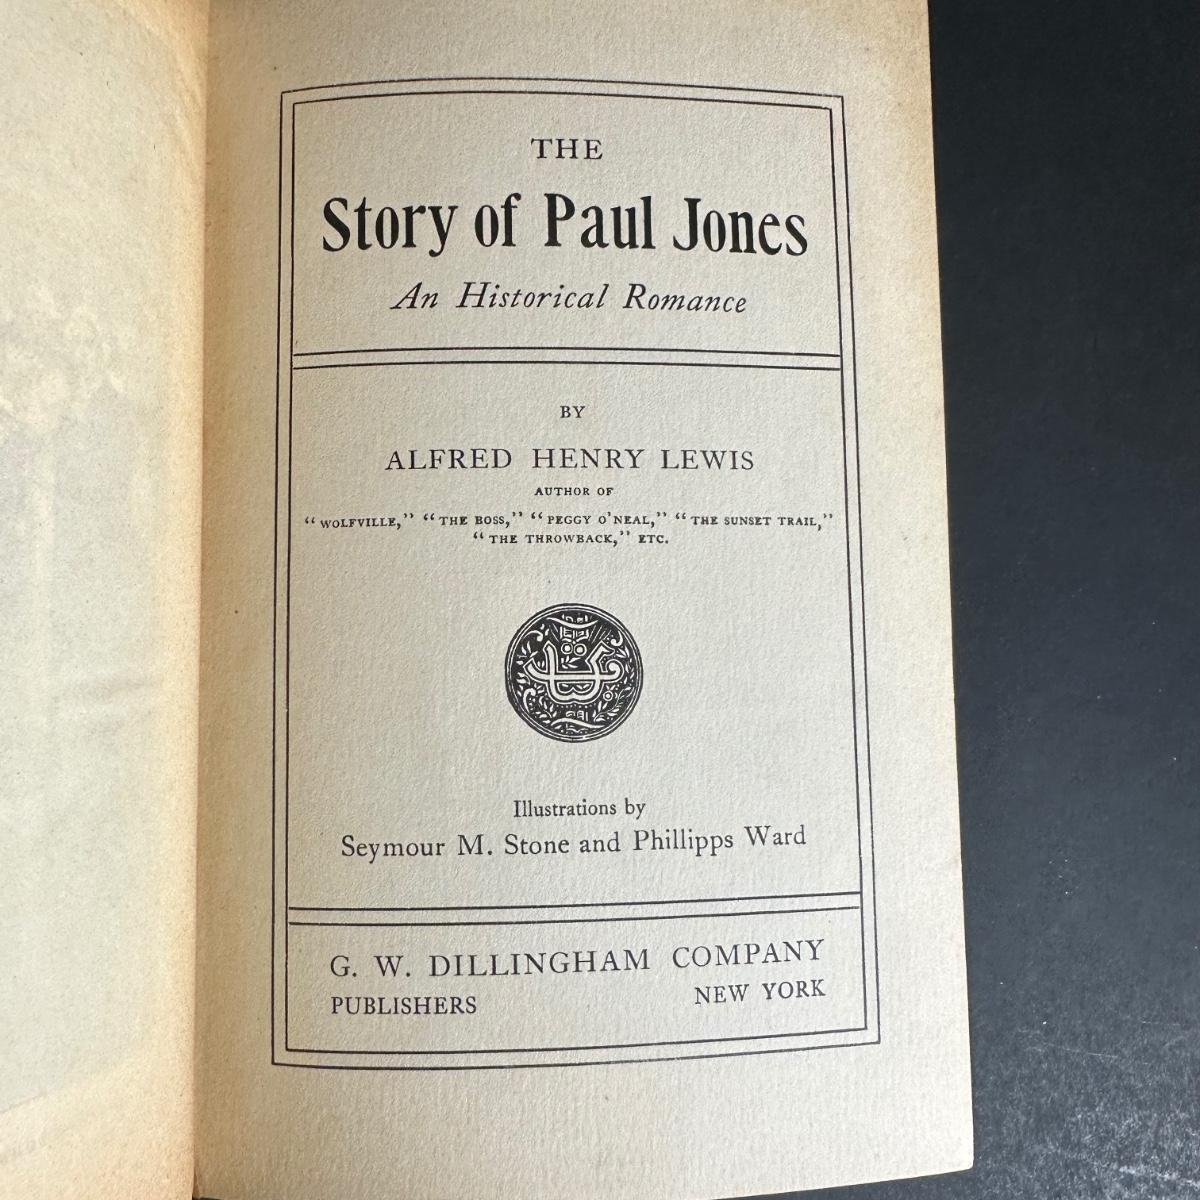 THE
Story of Paul Jones
An Historical Romance
BY
ALFRED HENRY LEWIS
AUTHOR OF
“WOLFVILLE,” “THE BOSS,” “PEGGY O'NEAL,” “THE SUNSET TRAIL,”
“THE THROWBACK,” ETC.
Illustrations by
Seymour M. Stone and Phillipps Ward
G. W. DILLINGHAM COMPANY
PUBLISHERS NEW YORK